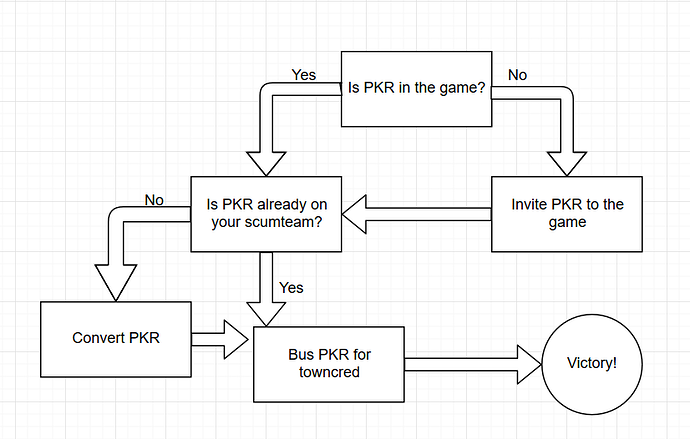 Is PKR in the game?
Yes
No
Is PKR already on
your scumteam?
Invite PKR to the
game
No
Yes
Convert PKR
Bus PKR for
towncred
Victory!